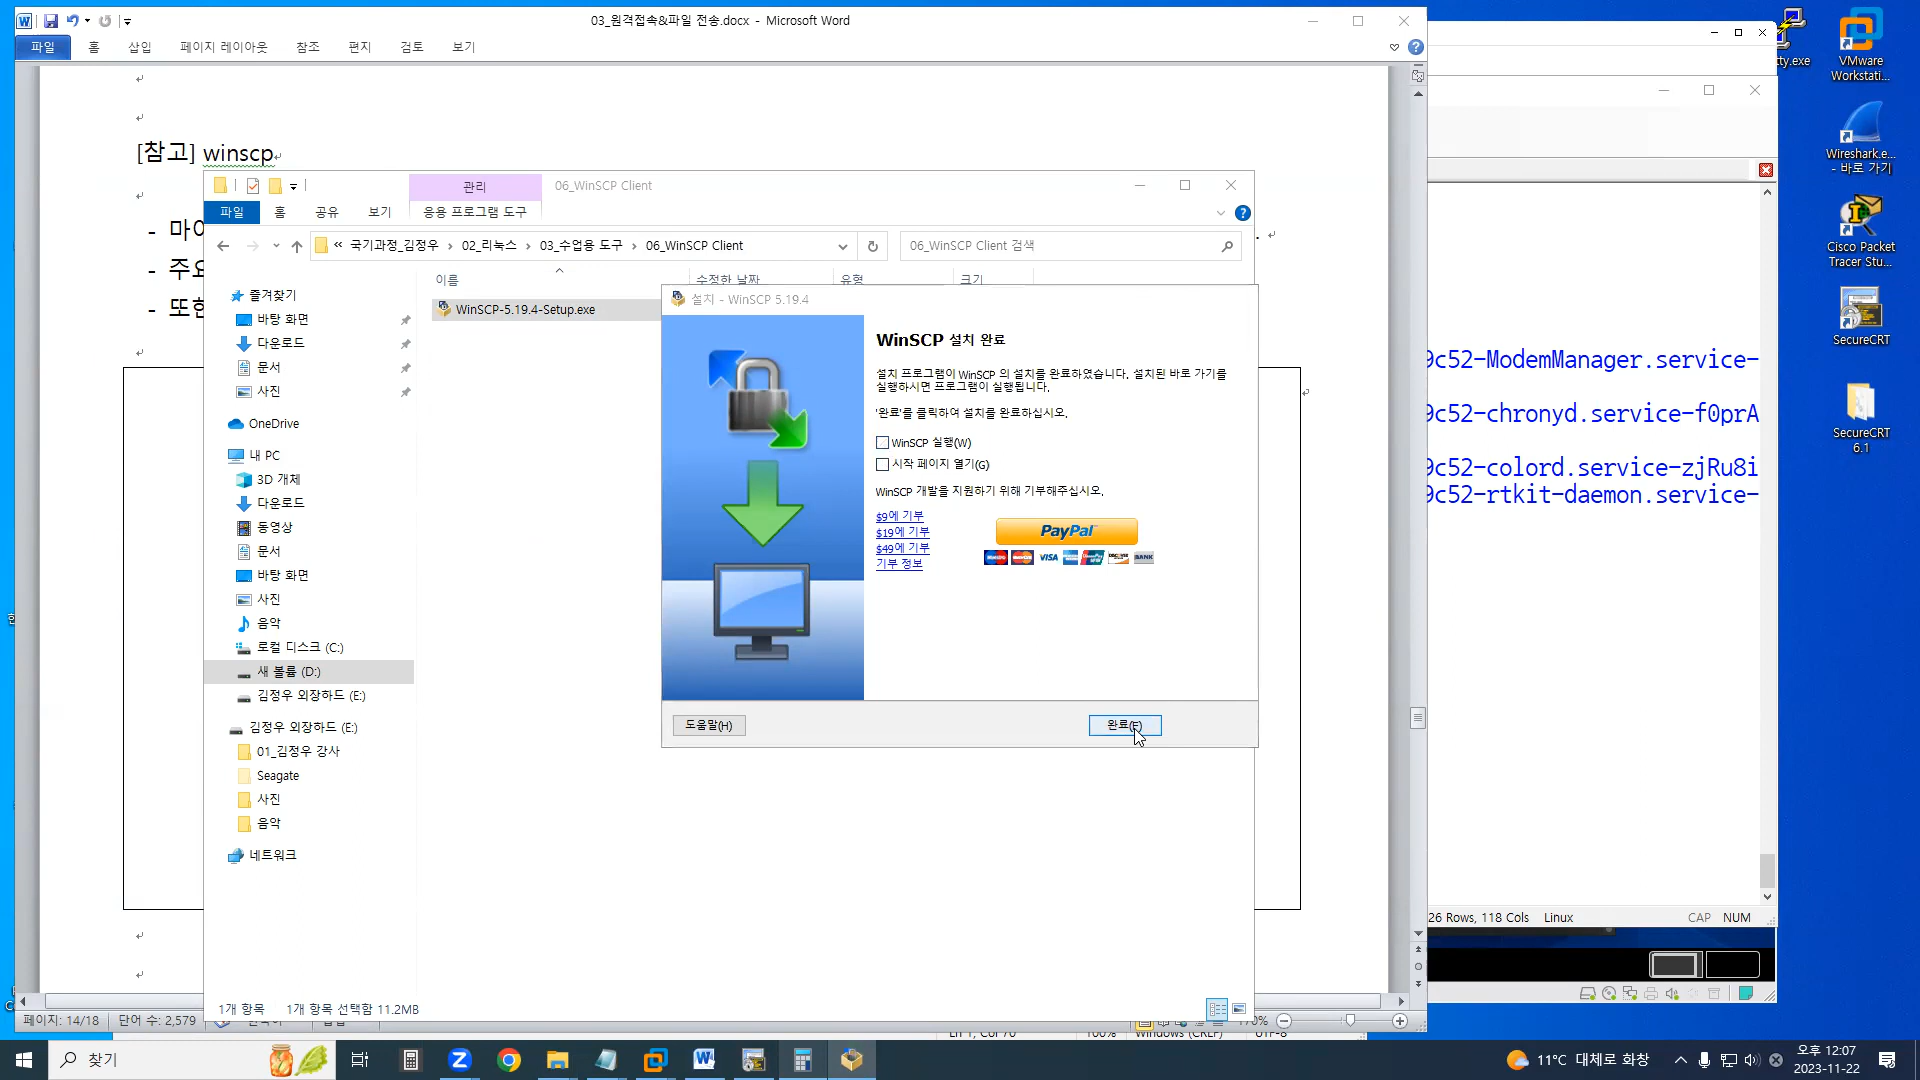 03_원격접속&파일 전송.docx - Microsoft Word
파일 홈 삽입 페이지 레이아웃 참조 편지 검토 보기
[참고] winscp
관리 06_WinSCP Client
파일 홈 공유 보기 응용 프로그램 도구
« 국기과정_김정우 › 02_리눅스 › 03_수업용 도구 › 06_WinSCP Client
06_WinSCP Client 검색
이름 수정한 날짜 유형 크기
WinSCP-5.19.4-Setup.exe
즐겨찾기
바탕 화면
다운로드
문서
사진
OneDrive
내 PC
3D 개체
다운로드
동영상
문서
바탕 화면
사진
음악
로컬 디스크 (C:)
새 볼륨 (D:)
김정우 외장하드 (E:)
김정우 외장하드 (E:)
01_김정우 강사
Seagate
사진
음악
네트워크
1개 항목 1개 항목 선택함 11.2MB
설치 - WinSCP 5.19.4
WinSCP 설치 완료
설치 프로그램이 WinSCP 의 설치를 완료하였습니다. 설치된 바로 가기를
실행하시면 프로그램이 실행됩니다.
'완료'를 클릭하여 설치를 완료하십시오.
WinSCP 실행(W)
시작 페이지 열기(G)
WinSCP 개발을 지원하기 위해 기부해주십시오.
$9에 기부
$19에 기부
$49에 기부
기부 정보
PayPal
VISA
BANK
도움말(H)
완료(F)
9c52-ModemManager.service-
9c52-chronyd.service-f0prA
9c52-colord.service-zjRu8i
9c52-rtkit-daemon.service-
26 Rows, 118 Cols Linux CAP NUM
tty.exe
VMware
Workstati...
Wireshark.e...
- 바로 가기
Cisco Packet
Tracer Stu...
SecureCRT
SecureCRT
6.1
페이지: 14/18 단어 수: 2,579
100% Windows (CRLF) UTF-8
찾기
11°C 대체로 화창
오후 12:07
2023-11-22